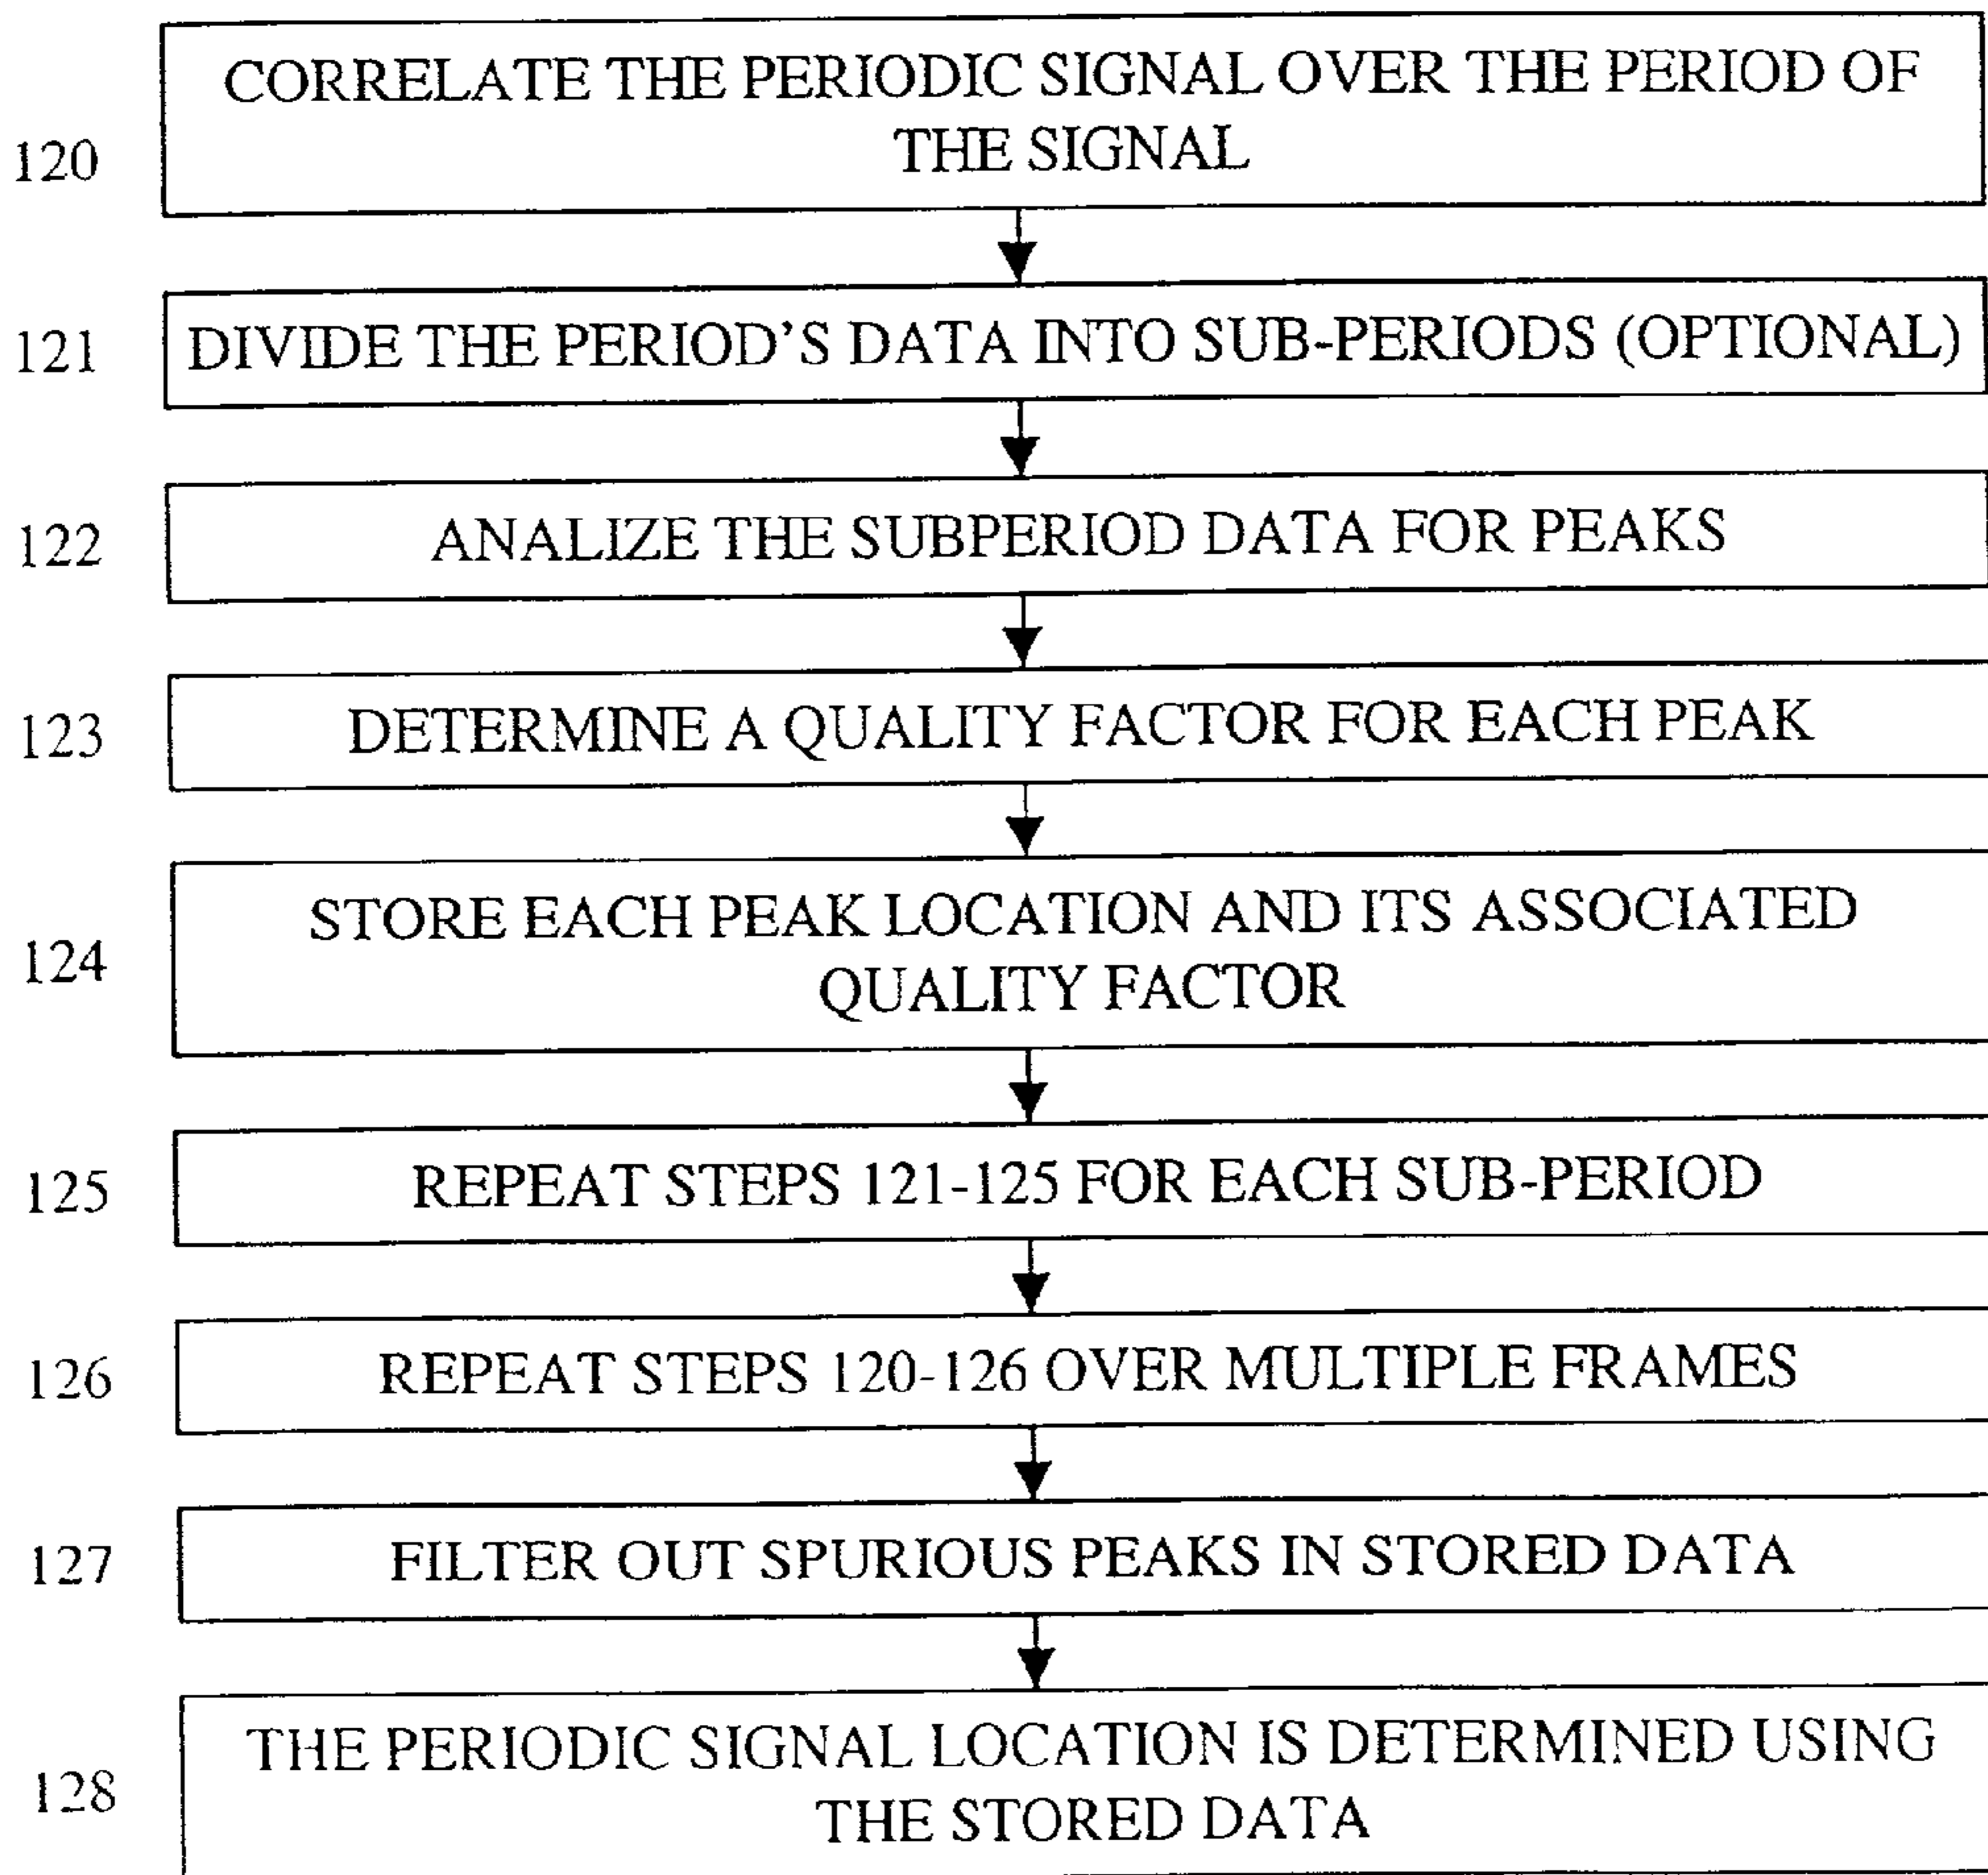 CORRELATE THE PERIODIC SIGNAL OVER THE PERIOD OF
THE SIGNAL
120
121
DIVIDE THE PERIOD'S DATA INTO SUB-PERIODS (OPTIONAL)
122
ANALIZE THE SUBPERIOD DATA FOR PEAKS
123
DETERMINE A QUALITY FACTOR FOR EACH PEAK
STORE EACH PEAK LOCATION AND ITS ASSOCIATED
124
QUALITY FACTOR
125
REPEAT STEPS 121-125 FOR EACH SUB-PERIOD
126
REPEAT STEPS 120-126 OVER MULTIPLE FRAMES
127
FILTER OUT SPURIOUS PEAKS IN STORED DATA
THE PERIODIC SIGNAL LOCATION IS DETERMINED USING
128
THE STORED DATA